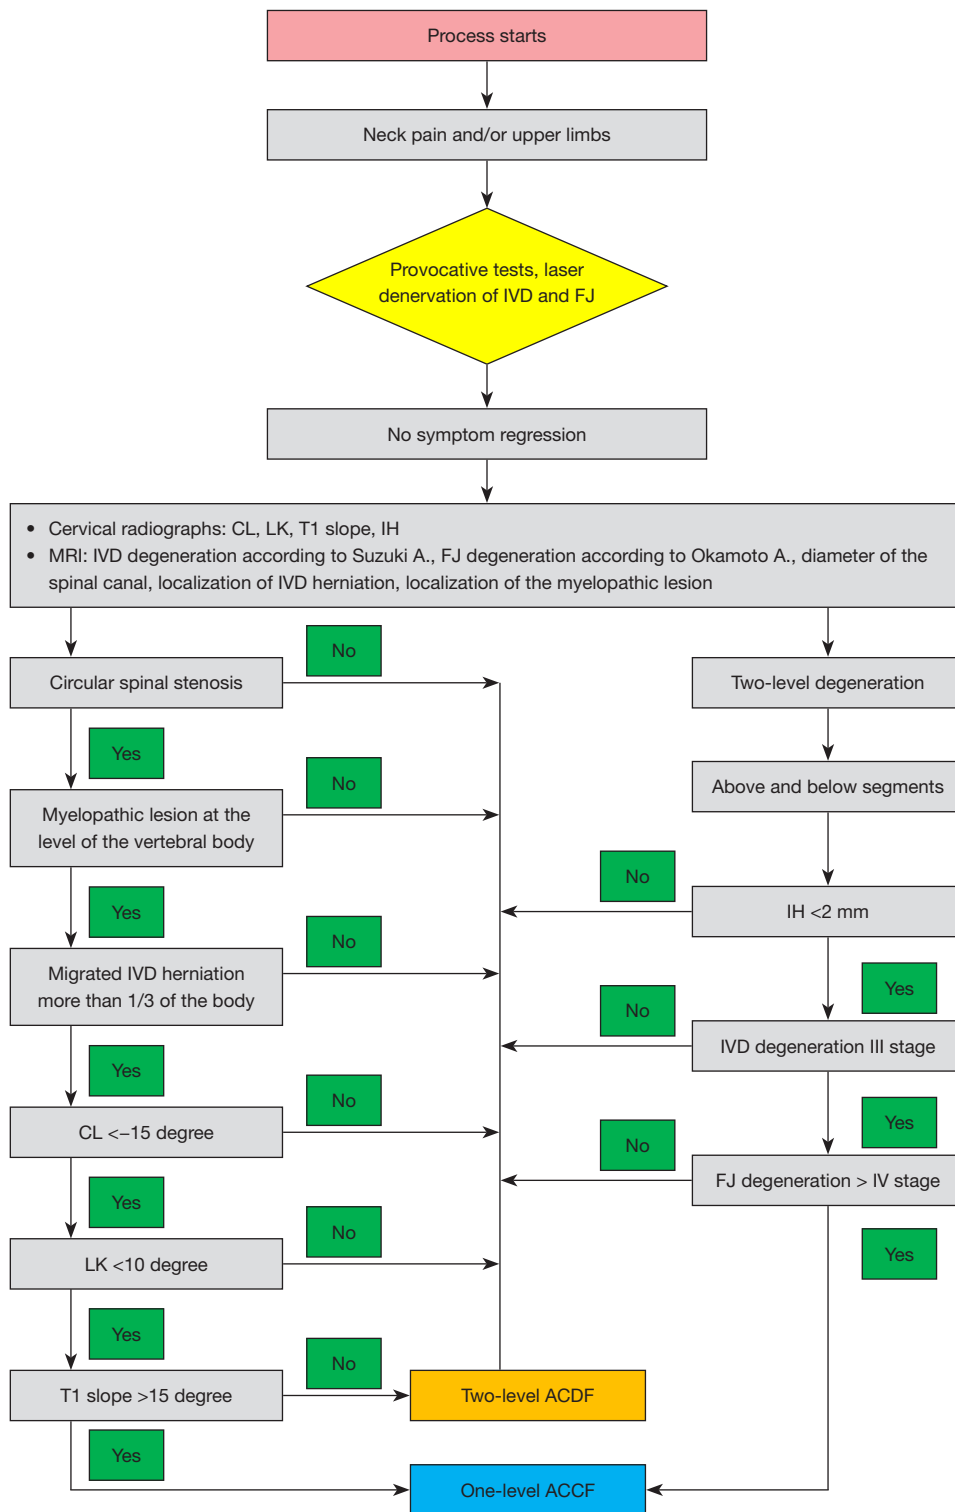 Process starts
Neck pain and/or upper limbs
Provocative tests, laser
denervation of IVD and FJ
No symptom regression
• Cervical radiographs: CL, LK, T1 slope, IH
• MRI: IVD degeneration according to Suzuki A., FJ degeneration according to Okamoto A., diameter of the
spinal canal, localization of IVD herniation, localization of the myelopathic lesion
Circular spinal stenosis
No
Yes
Myelopathic lesion at the
level of the vertebral body
No
Yes
Migrated IVD herniation
more than 1/3 of the body
No
Yes
CL <–15 degree
No
Yes
LK <10 degree
No
Yes
T1 slope >15 degree
No
Yes
Two-level degeneration
Above and below segments
IH <2 mm
No
Yes
IVD degeneration III stage
No
Yes
FJ degeneration > IV stage
No
Yes
Two-level ACDF
One-level ACCF